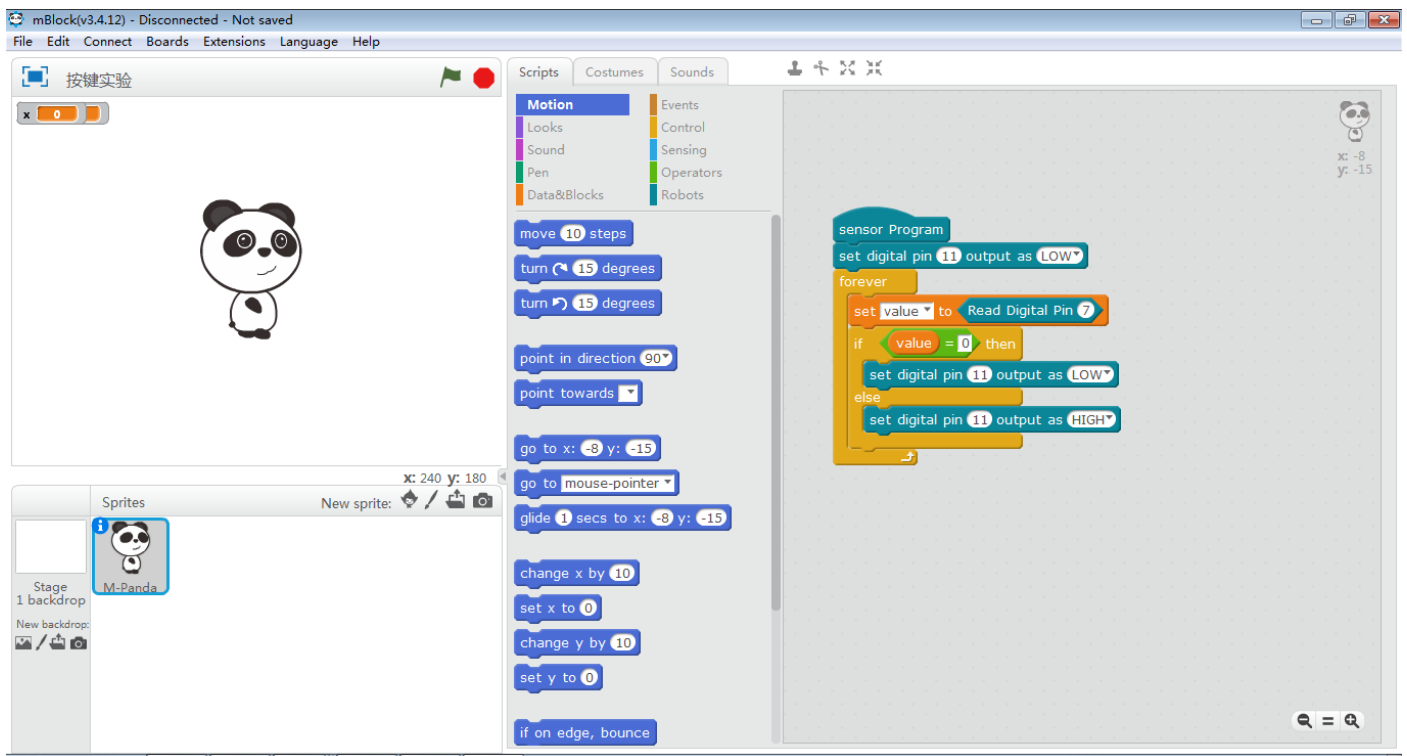 mBlock(v3.4.12) - Disconnected - Not saved
File Edit Connect Boards Extensions Language Help
按键实验
x 0
x: 240 y: 180
Sprites
New sprite:
Stage
1 backdrop
New backdrop:
M-Panda
Scripts Costumes Sounds
Motion Events
Looks Control
Sound Sensing
Pen Operators
Data&Blocks Robots
move 10 steps
turn 15 degrees
turn 15 degrees
point in direction 90
point towards
go to x: -8 y: -15
go to mouse-pointer
glide 1 secs to x: -8 y: -15
change x by 10
set x to 0
change y by 10
set y to 0
if on edge, bounce
x: -8
y: -15
sensor Program
set digital pin 11 output as LOW
forever
set value to Read Digital Pin 7
if value = 0 then
set digital pin 11 output as LOW
else
set digital pin 11 output as HIGH